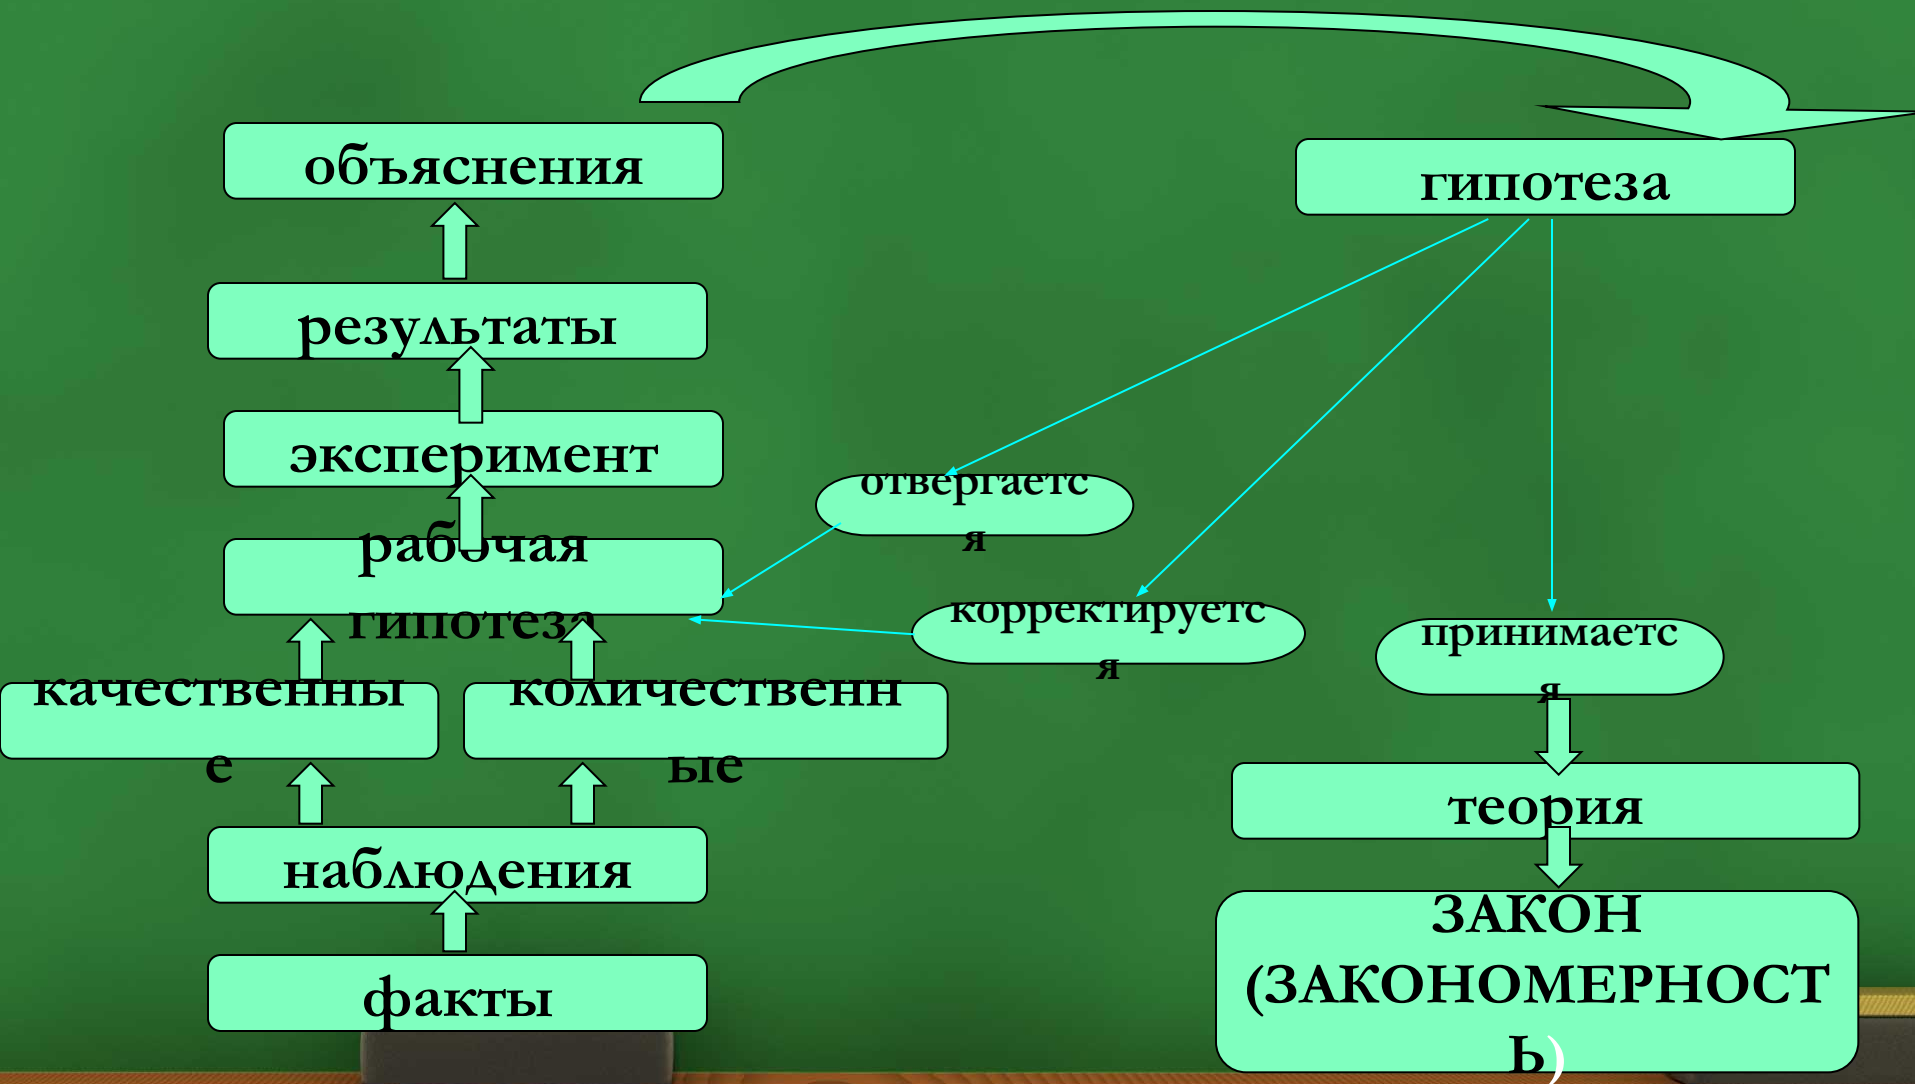 объяснения
гипотеза
результаты
эксперимент
отвергаетс
я
рабочая
гипотеза
корректируетс
я
принимаетс
я
качественны
е
количественн
ые
теория
наблюдения
ЗАКОН
(ЗАКОНОМЕРНОСТ
Ь)
факты